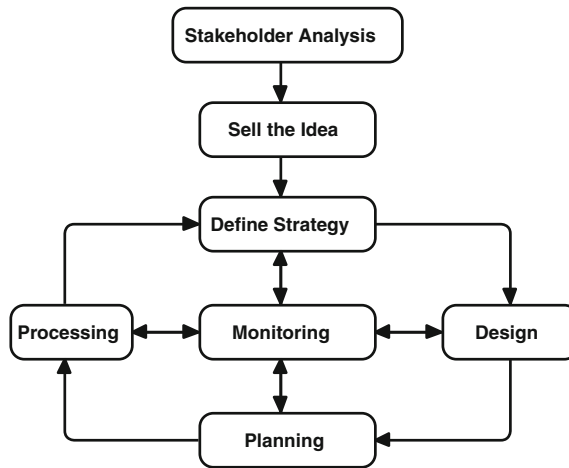 Stakeholder Analysis
Sell the Idea
Define Strategy
Processing
Monitoring
Design
Planning